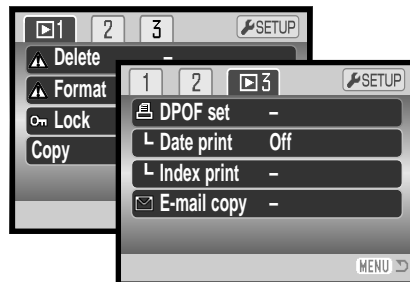 1 2 3 SETUP
Delete –
Format
Lock
Copy
1 2 3 SETUP
DPOF set –
Date print Off
Index print –
E-mail copy –
MENU